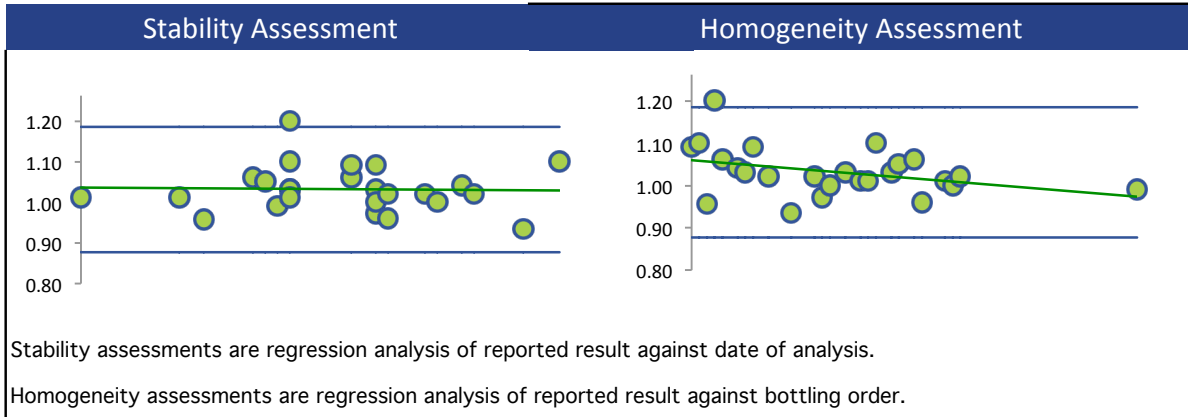 Stability Assessment
Homogeneity Assessment
1.20
1.10
1.00
0.90
0.80
1.20
1.10
1.00
0.90
0.80
Stability assessments are regression analysis of reported result against date of analysis.
Homogeneity assessments are regression analysis of reported result against bottling order.